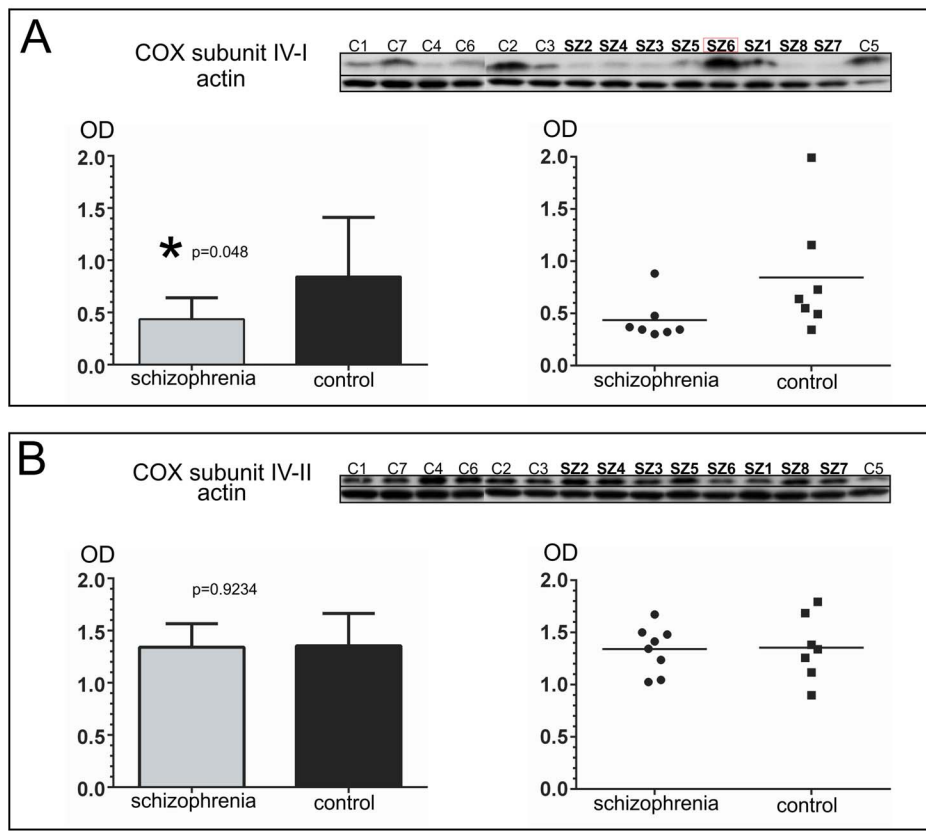 A
COX subunit IV-I
actin
C1 C7 C4 C6 C2 C3 SZ2 SZ4 SZ3 SZ5 SZ6 SZ1 SZ8 SZ7 C5
OD
2.0
1.5
1.0
0.5
0.0
* p=0.048
schizophrenia control
OD
2.0
1.5
1.0
0.5
0.0
schizophrenia control
B
COX subunit IV-II
actin
C1 C7 C4 C6 C2 C3 SZ2 SZ4 SZ3 SZ5 SZ6 SZ1 SZ8 SZ7 C5
OD
2.0
1.5
1.0
0.5
0.0
p=0.9234
schizophrenia control
OD
2.0
1.5
1.0
0.5
0.0
schizophrenia control